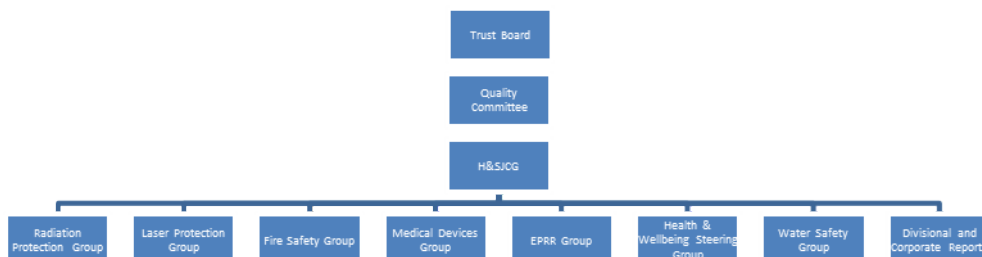 Trust Board
Quality
Committee
H&SJCG
Radiation
Protection Group
Laser Protection
Group
Fire Safety Group
Medical Devices
Group
EPRR Group
Health &
Wellbeing Steering
Group
Water Safety
Group
Divisional and
Corporate Report